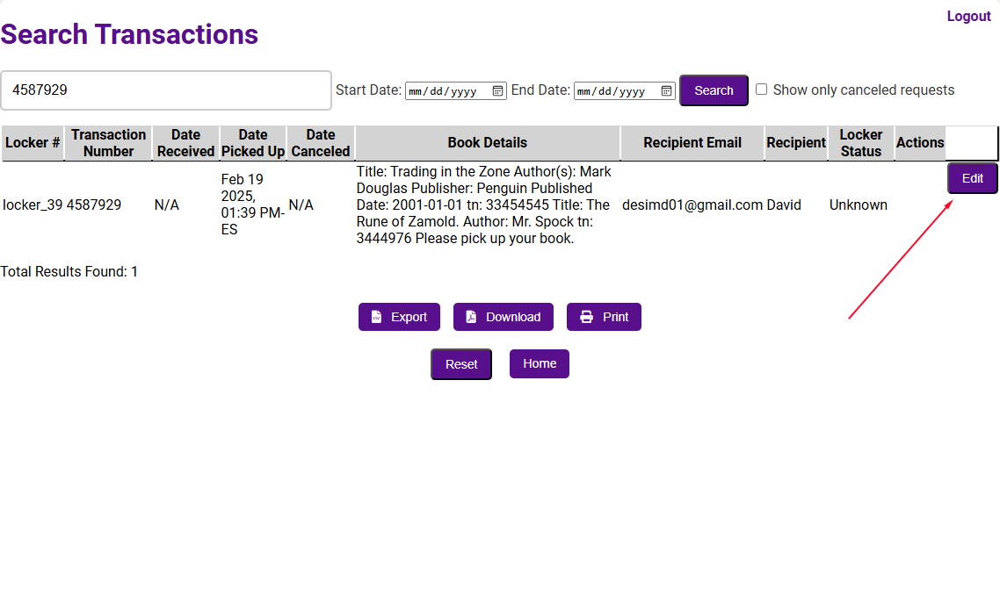 Logout
Search Transactions
4587929
Start Date: mm/dd/yyyy End Date: mm/dd/yyyy Search Show only canceled requests
Locker # Transaction Number Date Received Date Picked Up Date Canceled Book Details Recipient Email Recipient Locker Status Actions
locker_39 4587929 N/A
Feb 19
2025,
01:39 PM-
ES
N/A
Title: Trading in the Zone Author(s): Mark
Douglas Publisher: Penguin Published
Date: 2001-01-01 tn: 33454545 Title: The
Rune of Zamold. Author: Mr. Spock tn:
3444976 Please pick up your book.
desimd01@gmail.com David Unknown
Edit
Total Results Found: 1
Export Download Print
Reset Home